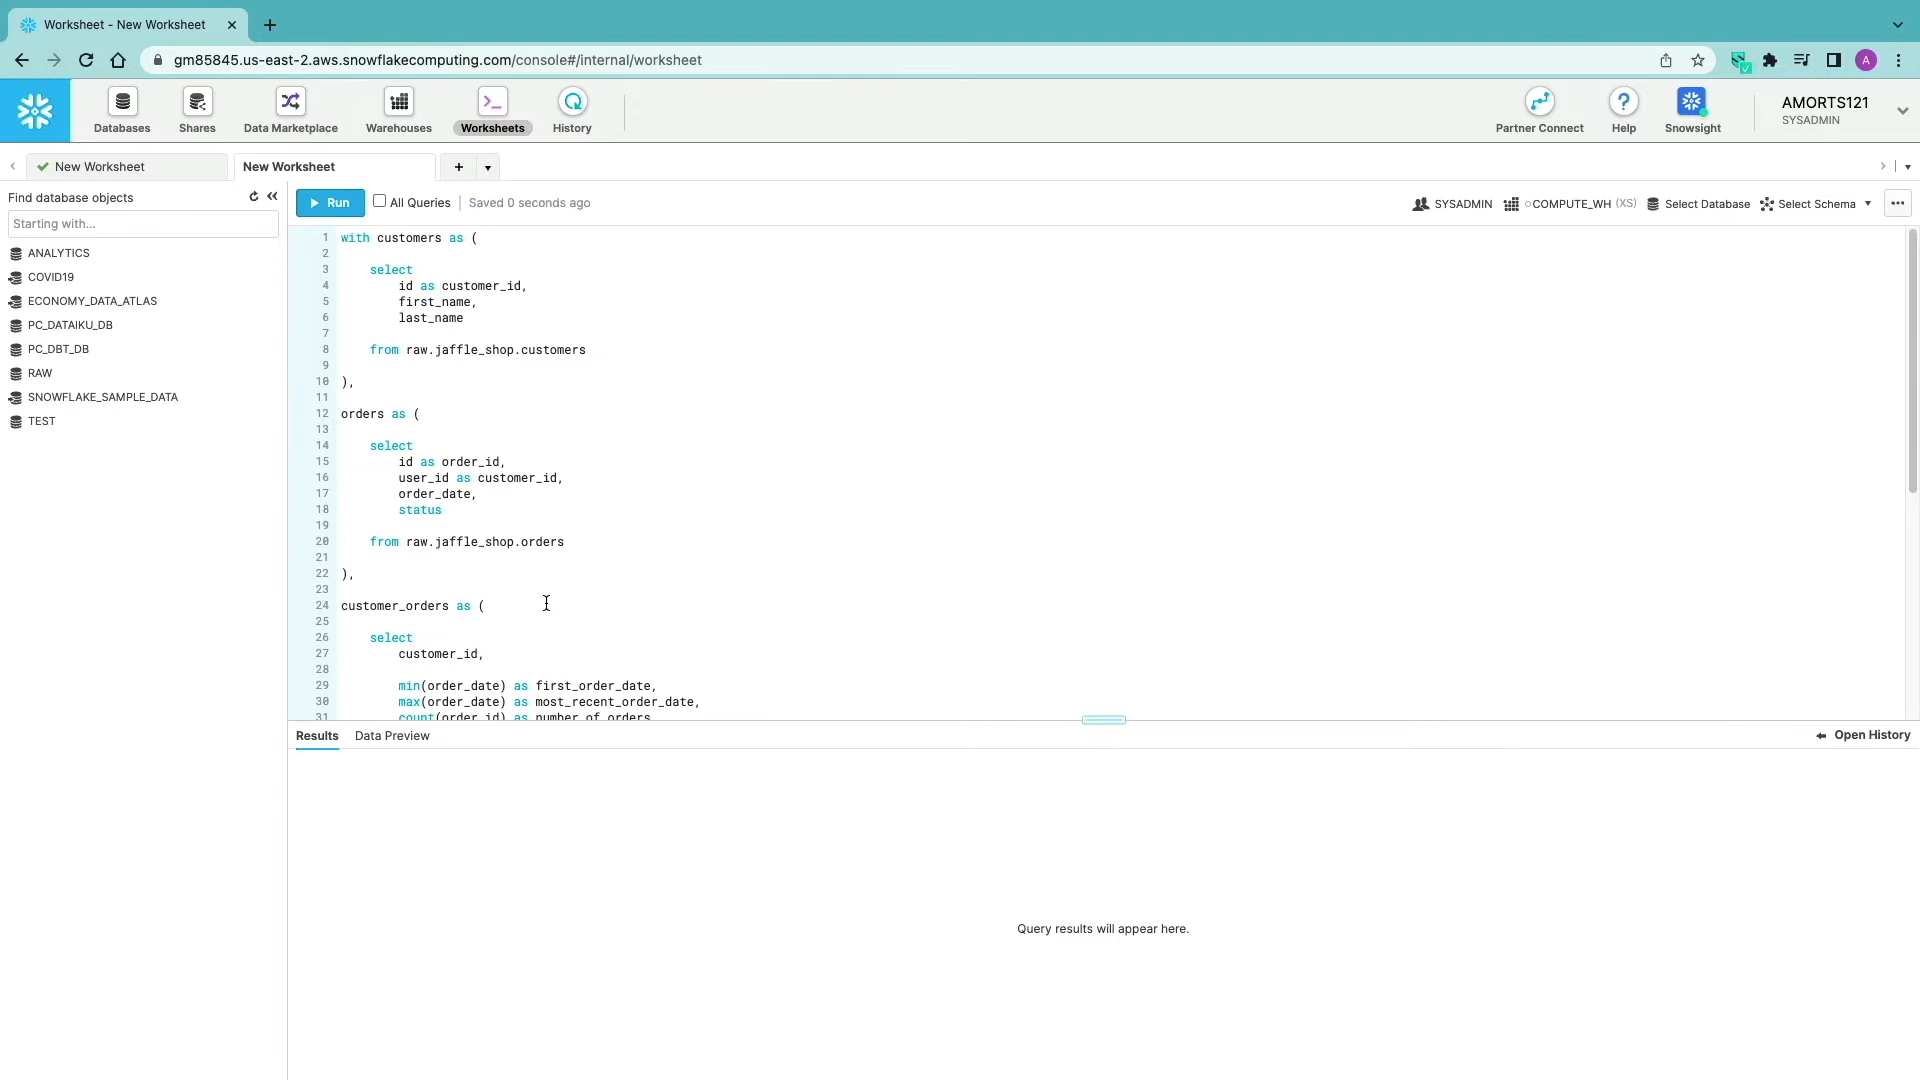 Worksheet - New Worksheet
gm85845.us-east-2.aws.snowflakecomputing.com/console#/internal/worksheet
A
Databases
Shares
Data Marketplace
Warehouses
Worksheets
History
Partner Connect
Help
Snowsight
AMORTS121
SYSADMIN
New Worksheet
New Worksheet
Find database objects
Starting with...
ANALYTICS
COVID19
ECONOMY_DATA_ATLAS
PC_DATAIKU_DB
PC_DBT_DB
RAW
SNOWFLAKE_SAMPLE_DATA
TEST
Run
All Queries
Saved 0 seconds ago
SYSADMIN
COMPUTE_WH (XS)
Select Database
Select Schema
1 with customers as (
2
3 select
4 id as customer_id,
5 first_name,
6 last_name
7
8 from raw.jaffle_shop.customers
9
10 ),
11
12 orders as (
13
14 select
15 id as order_id,
16 user_id as customer_id,
17 order_date,
18 status
19
20 from raw.jaffle_shop.orders
21
22 ),
23
24 customer_orders as (
25
26 select
27 customer_id,
28
29 min(order_date) as first_order_date,
30 max(order_date) as most_recent_order_date,
31 count(order_id) as number_of_orders
Results
Data Preview
Open History
Query results will appear here.